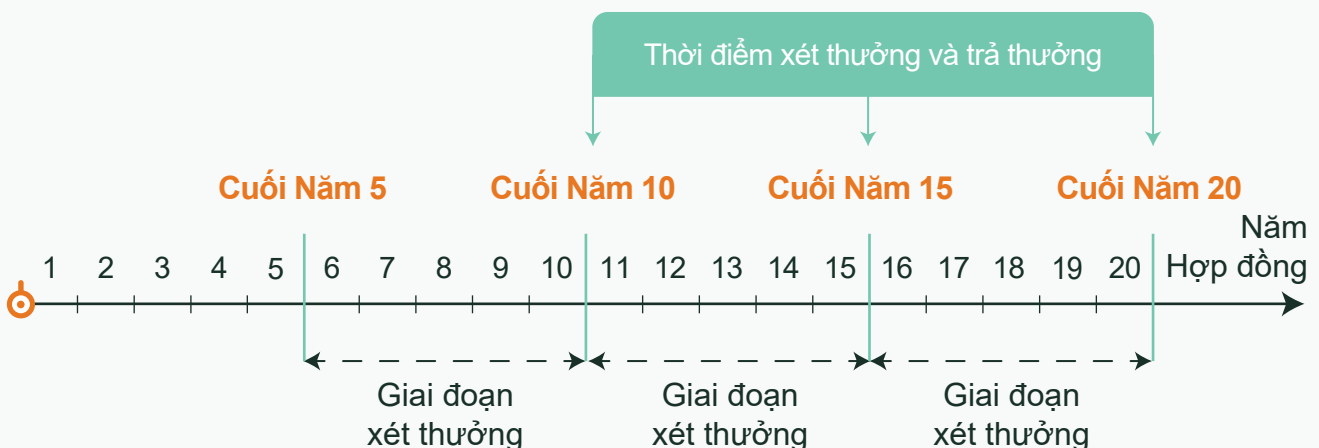 Thời điểm xét thưởng và trả thưởng
Cuối Năm 5 Cuối Năm 10 Cuối Năm 15 Cuối Năm 20
Năm
1 2 3 4 5 6 7 8 9 10 11 12 13 14 15 16 17 18 19 20 Hợp đồng
Giai đoạn Giai đoạn Giai đoạn
xét thưởng xét thưởng xét thưởng